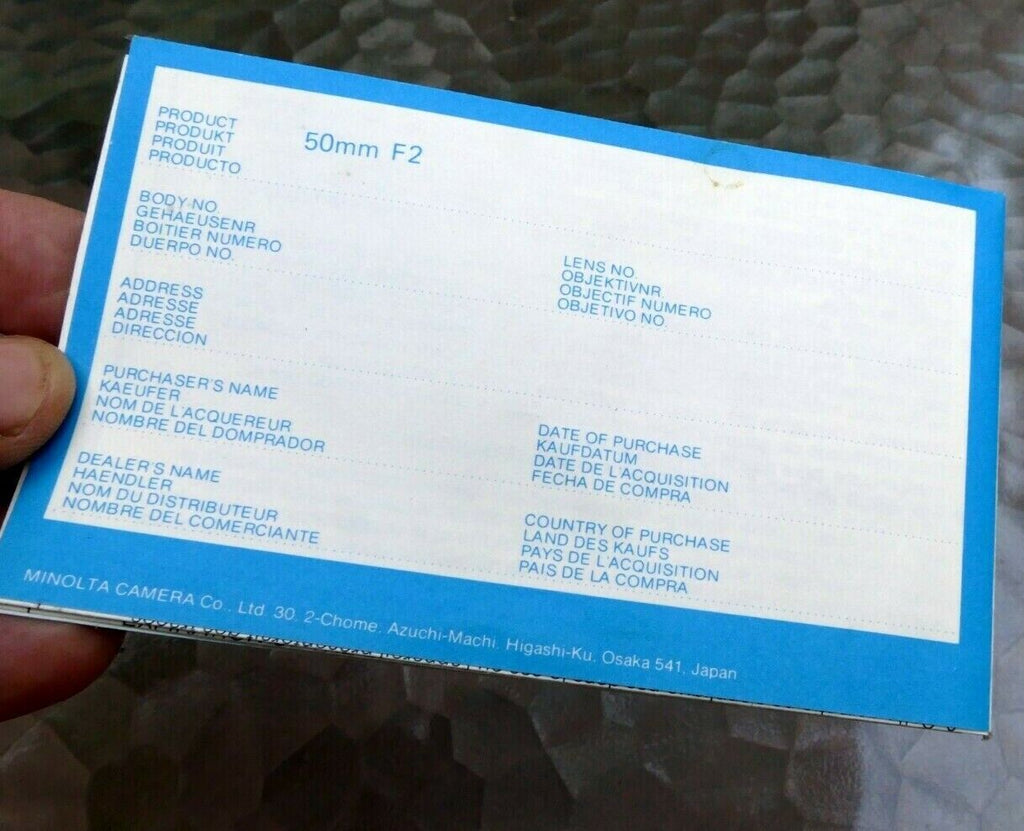 PRODUCT
PRODUKT
PRODUIT
PRODUCTO
50mm F2
BODY NO.
GEHAEUSENR
BOITIER NUMERO
DUERPO NO.
LENS NO.
OBJEKTIVNR
OBJECTIF NUMERO
OBJETIVO NO.
ADDRESS
ADRESSE
ADRESSE
DIRECCION
PURCHASER'S NAME
KAEUFER
NOM DE L'ACQUEREUR
NOMBRE DEL DOMPRADOR
DATE OF PURCHASE
KAUFDATUM
DATE DE L'ACQUISITION
FECHA DE COMPRA
DEALER'S NAME
HAENDLER
NOM DU DISTRIBUTEUR
NOMBRE DEL COMERCIANTE
COUNTRY OF PURCHASE
LAND DES KAUFS
PAYS DE L'ACQUISITION
PAIS DE LA COMPRA
MINOLTA CAMERA Co., Ltd. 30, 2-Chome, Azuchi-Machi, Higashi-Ku, Osaka 541, Japan